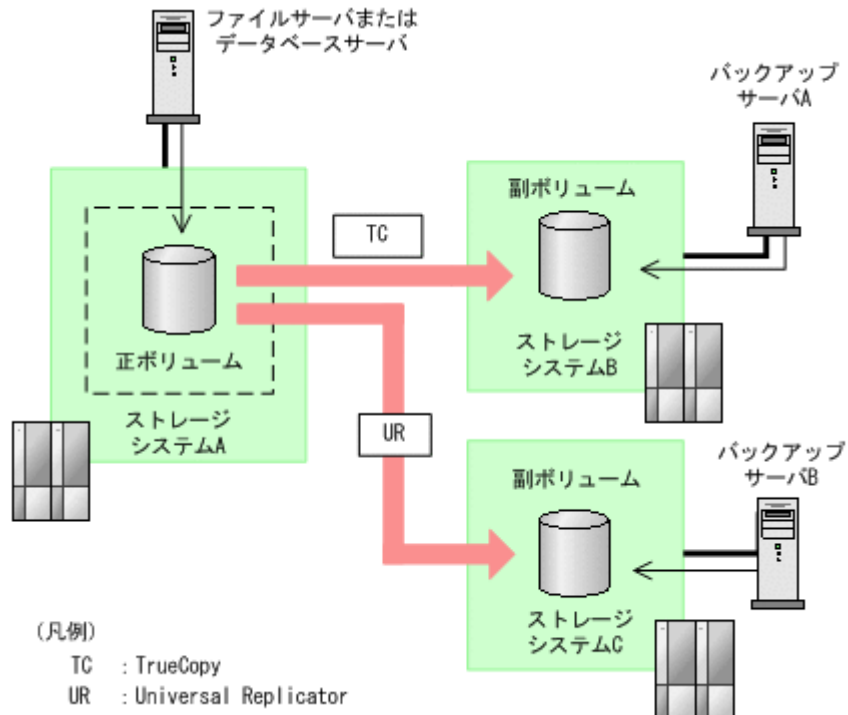 ファイルサーバまたは
データベースサーバ
バックアップ
サーバA
副ボリューム
TC
正ボリューム
ストレージ
システムB
ストレージ
システムA
UR
バックアップ
サーバB
副ボリューム
ストレージ
システムC
(凡例)
TC : TrueCopy
UR : Universal Replicator